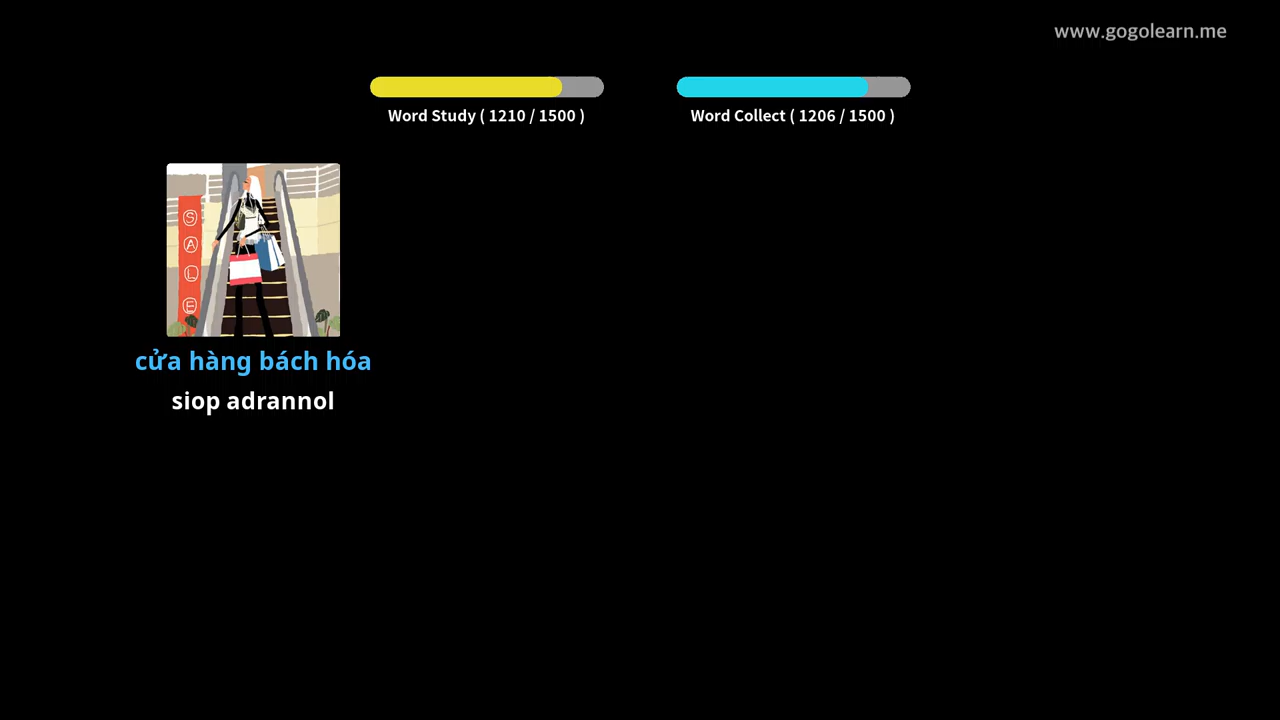 www.gogolearn.me
Word Study ( 1210 / 1500 )
Word Collect ( 1206 / 1500 )
S
A
L
E
cửa hàng bách hóa
siop adrannol